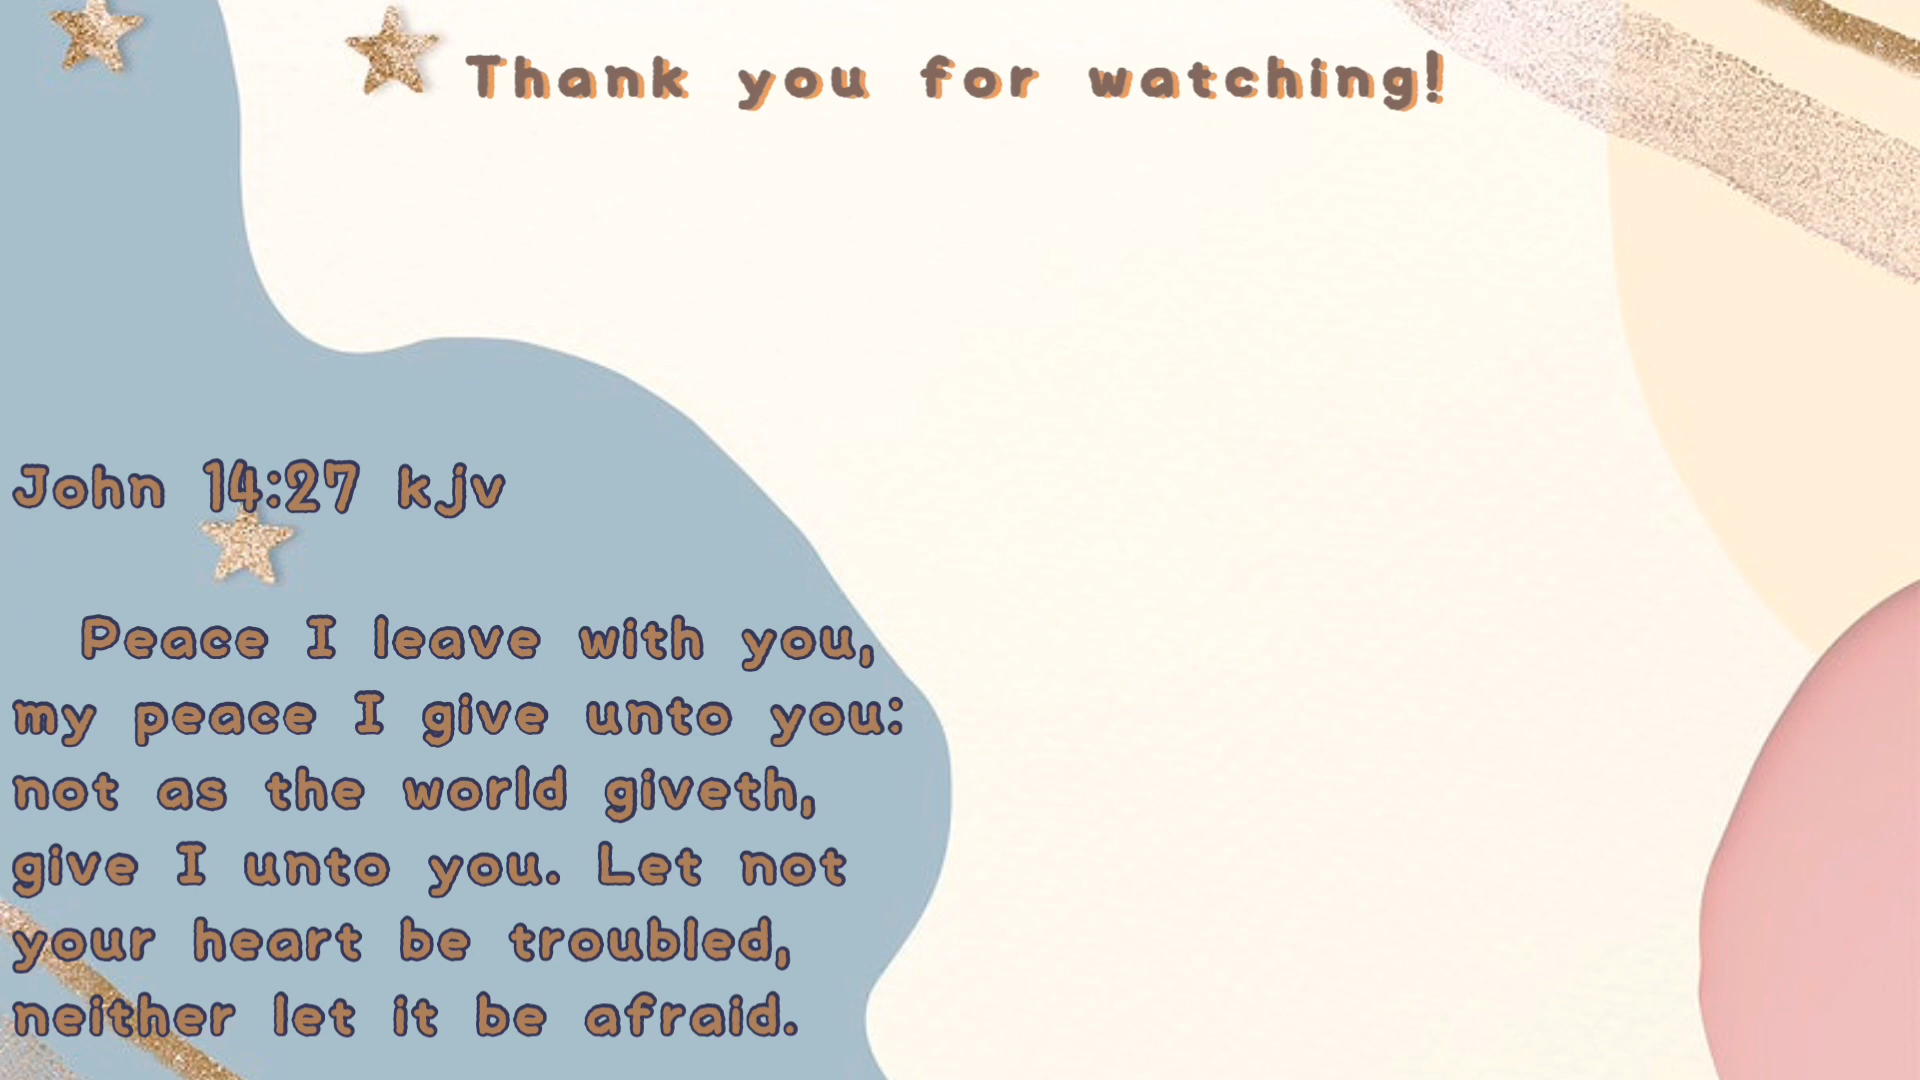 Thank you for watching!
John 14:27 kjv
Peace I leave with you,
my peace I give unto you:
not as the world giveth,
give I unto you. Let not
your heart be troubled,
neither let it be afraid.